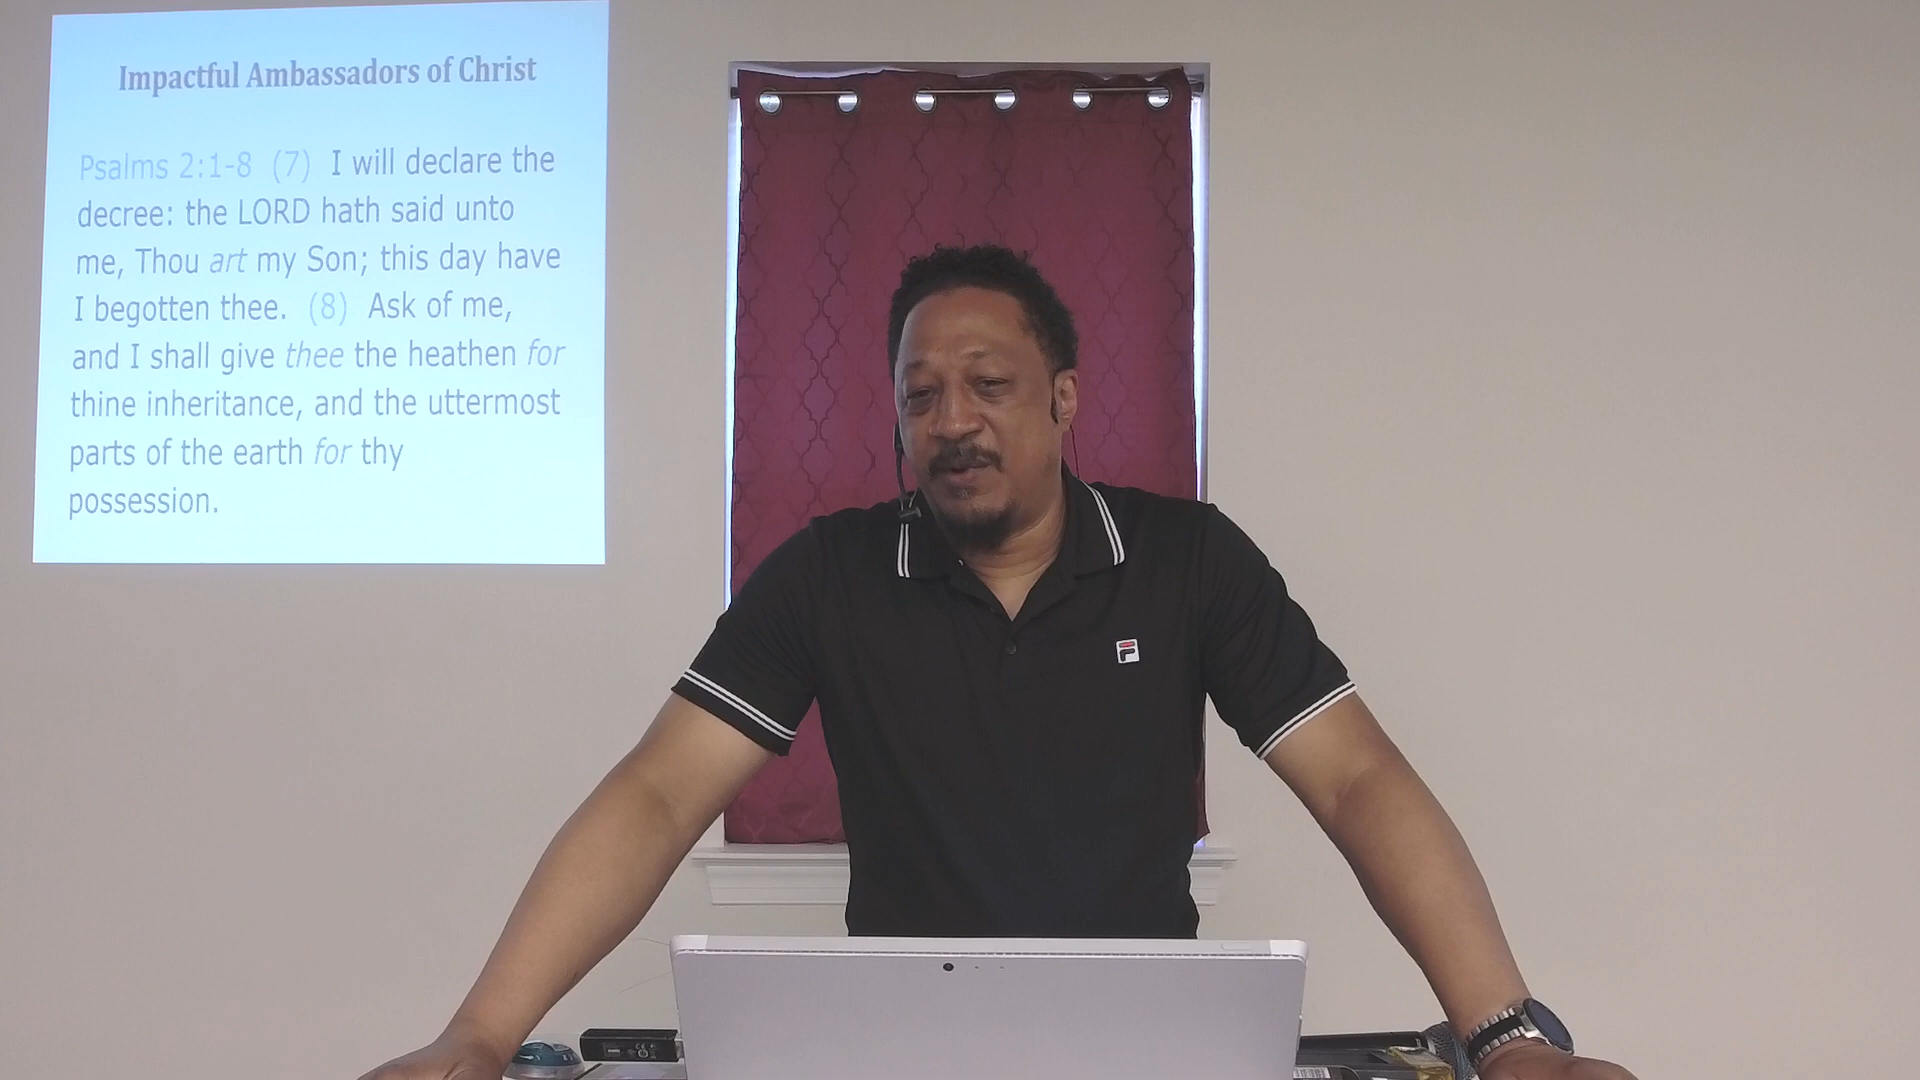 Impactful Ambassadors of Christ
Psalms 2:1-8 (7) I will declare the
decree: the LORD hath said unto
me, Thou art my Son; this day have
I begotten thee. (8) Ask of me,
and I shall give thee the heathen for
thine inheritance, and the uttermost
parts of the earth for thy
possession.